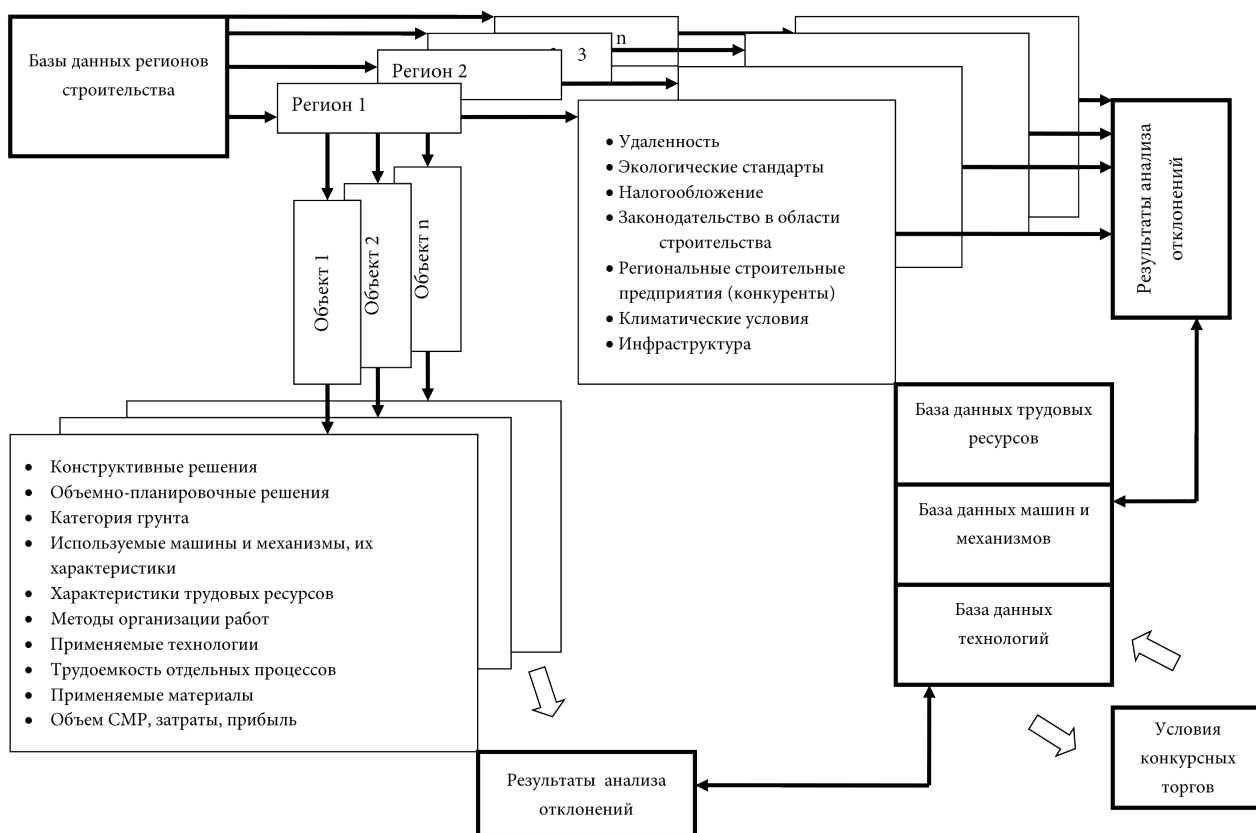 Базы данных регионов
строительства
n
3
Регион 2
Регион 1
Объект 1
Объект 2
Объект n
• Удаленность
• Экологические стандарты
• Налогообложение
• Законодательство в области
строительства
• Региональные строительные
предприятия (конкуренты)
• Климатические условия
• Инфраструктура
Результаты анализа
отклонений
База данных трудовых
ресурсов
База данных машин и
механизмов
База данных
технологий
• Конструктивные решения
• Объемно-планировочные решения
• Категория грунта
• Используемые машины и механизмы, их
характеристики
• Характеристики трудовых ресурсов
• Методы организации работ
• Применяемые технологии
• Трудоемкость отдельных процессов
• Применяемые материалы
• Объем СМР, затраты, прибыль
Результаты анализа
отклонений
Условия
конкурсных
торгов